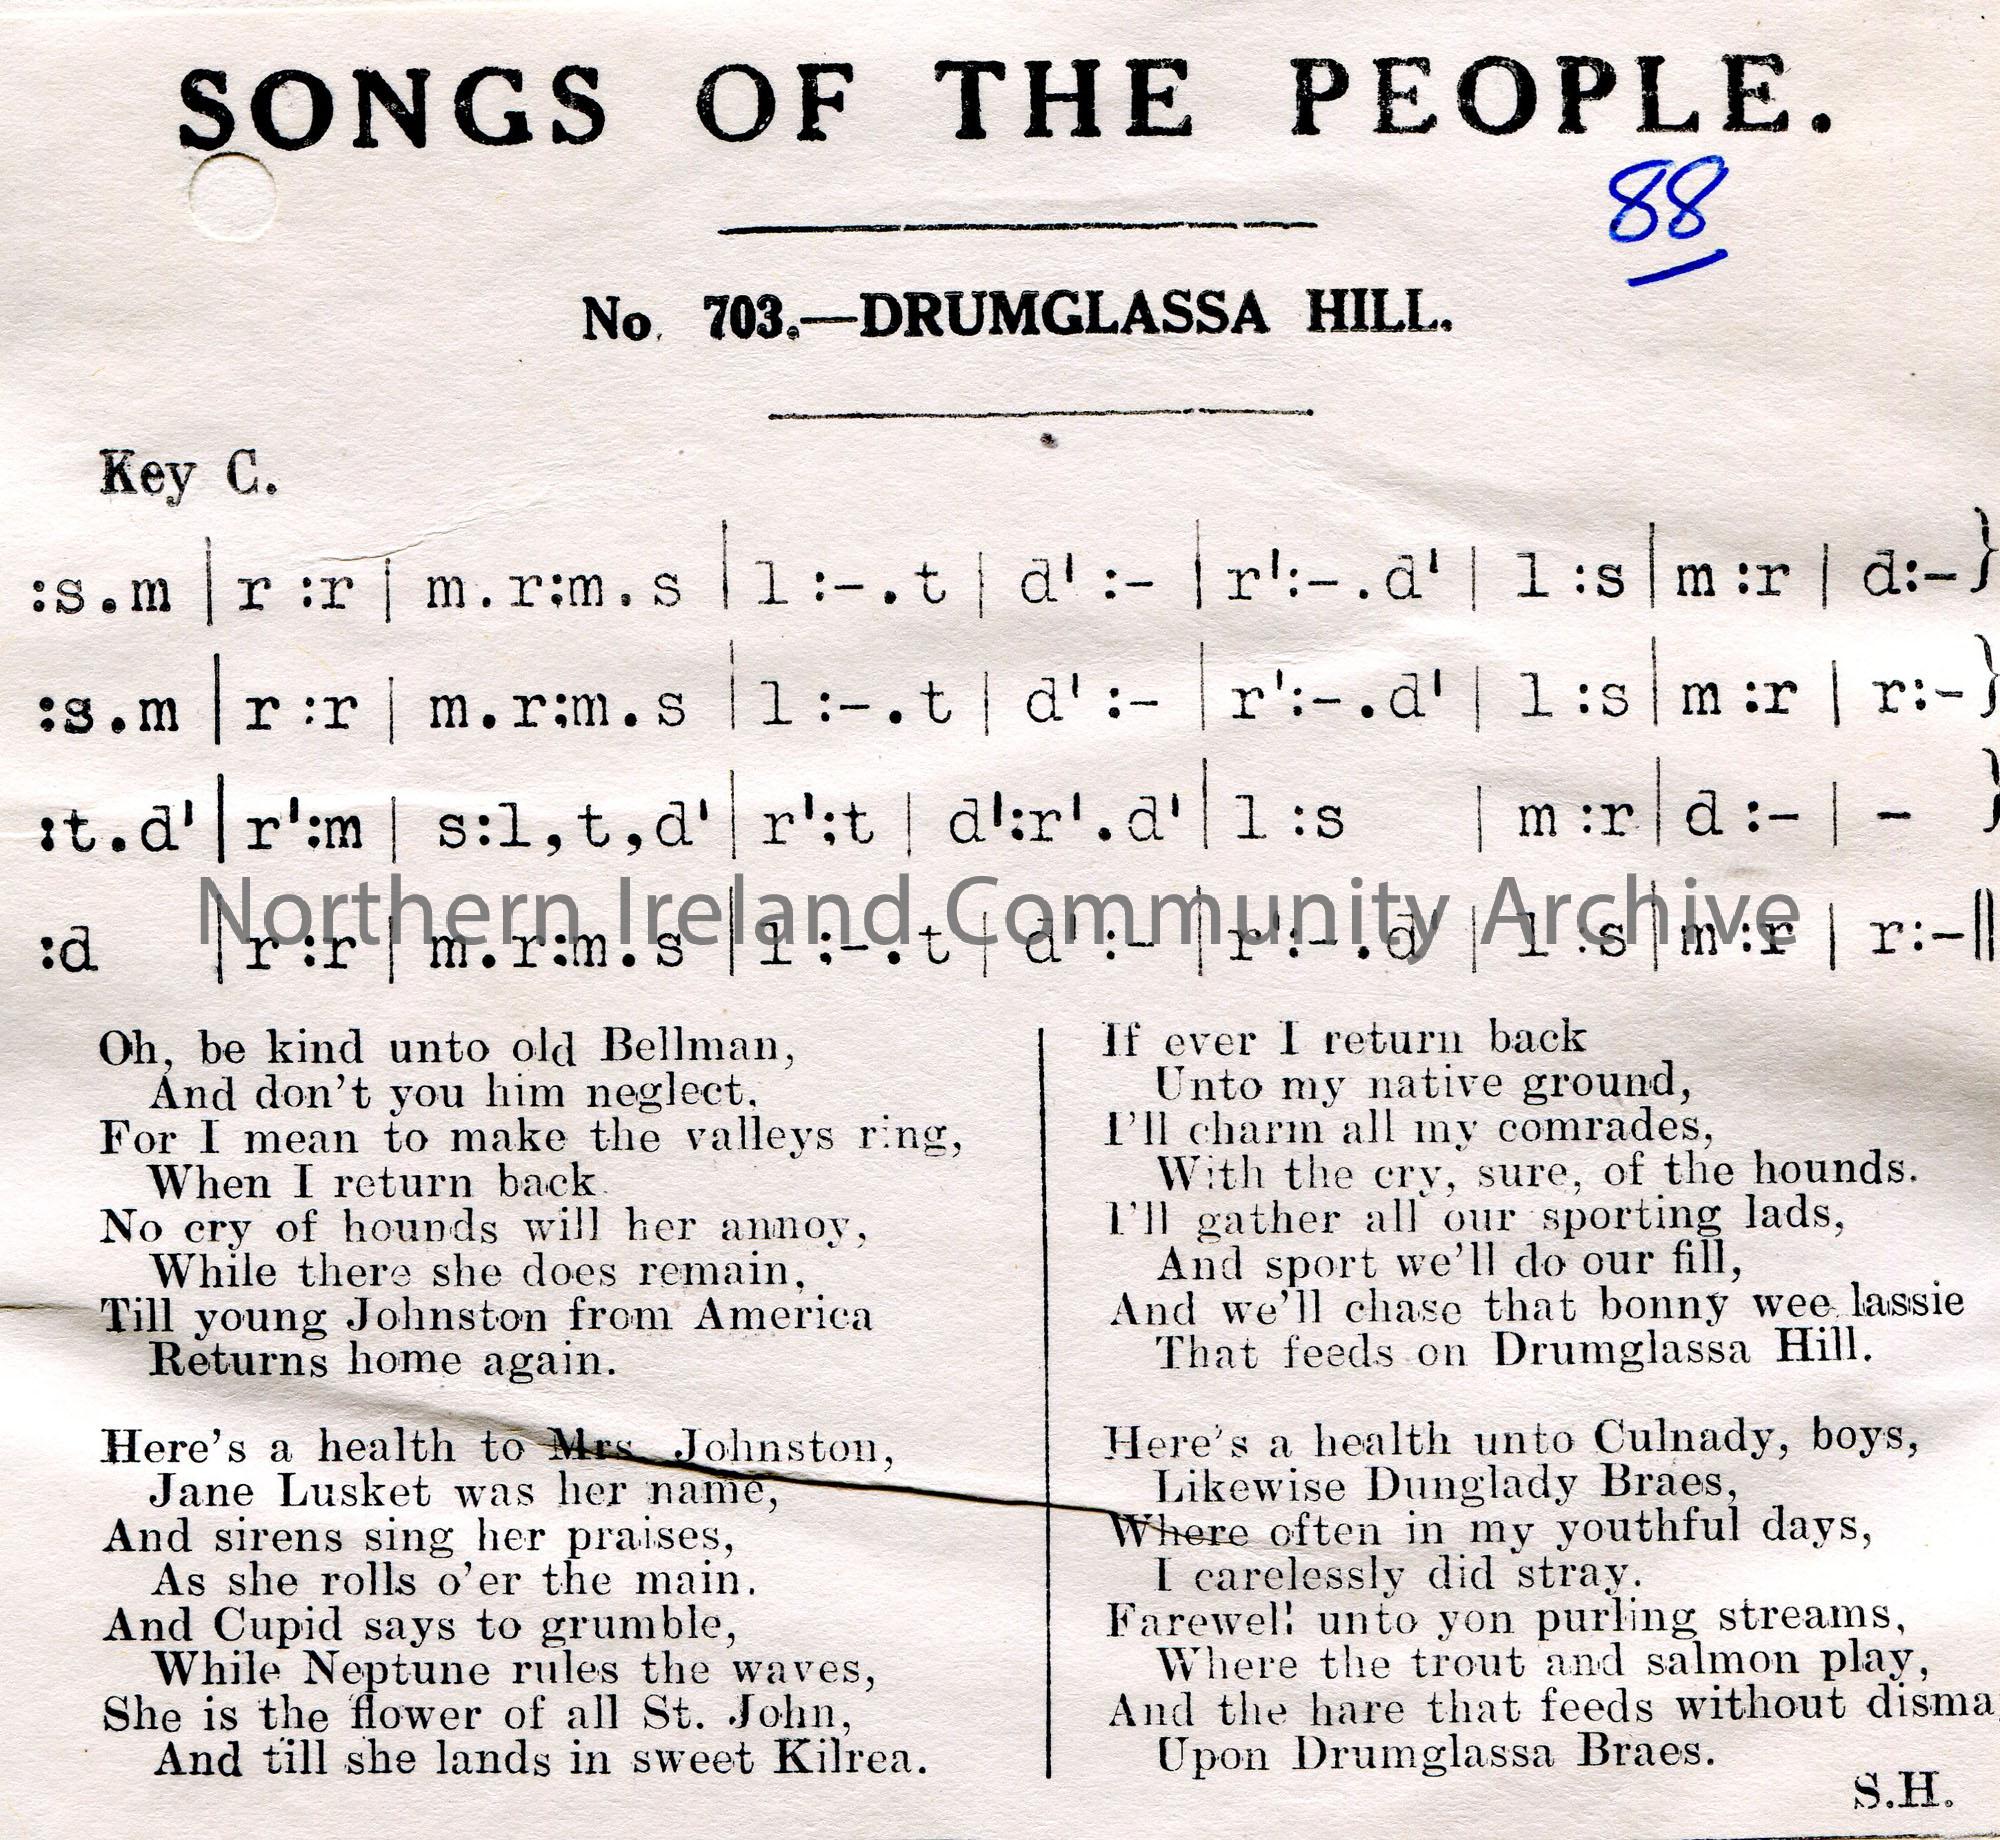 SONGS OF THE PEOPLE.
88
No. 703.—DRUMGLASSA HILL.
Key C.
:s.m | r :r | m.r:m.s | l :-.t | d' :- | r':-.d' | l :s | m :r | d:- }
:s.m | r :r | m.r:m.s | l :-.t | d' :- | r':-.d' | l :s | m :r | r:- }
:t.d' | r':m | s:l,t,d' | r':t | d':r'.d' | l :s | m :r | d :- | - }
:d | r :r | m.r:m.s | l :-.t | d' :- | r':-.d' | l :s | m :r | r:- ||
Northern Ireland Community Archive
Oh, be kind unto old Bellman,
And don't you him neglect,
For I mean to make the valleys ring,
When I return back.
No cry of hounds will her annoy,
While there she does remain,
Till young Johnston from America
Returns home again.
Here's a health to Mrs. Johnston,
Jane Lusket was her name,
And sirens sing her praises,
As she rolls o'er the main.
And Cupid says to grumble,
While Neptune rules the waves,
She is the flower of all St. John,
And till she lands in sweet Kilrea.
If ever I return back
Unto my native ground,
I'll charm all my comrades,
With the cry, sure, of the hounds.
I'll gather all our sporting lads,
And sport we'll do our fill,
And we'll chase that bonny wee lassie
That feeds on Drumglassa Hill.
Here's a health unto Culnady, boys,
Likewise Dunglady Braes,
Where often in my youthful days,
I carelessly did stray.
Farewell unto yon purling streams,
Where the trout and salmon play,
And the hare that feeds without disma
Upon Drumglassa Braes.
S.H.